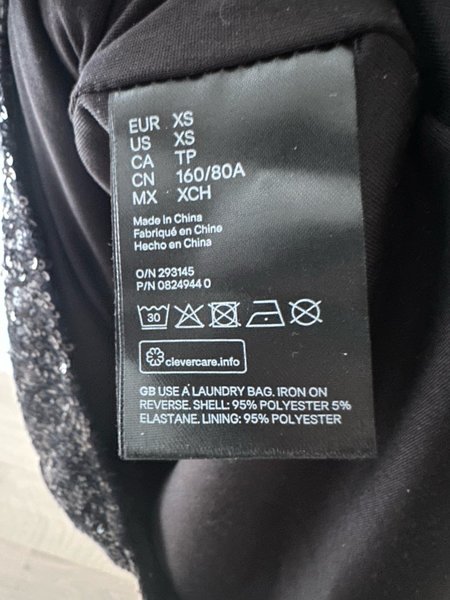 EUR XS
US XS
CA TP
CN 160/80A
MX XCH
Made in China
Fabriqué en Chine
Hecho en China
O/N 293145
P/N 0824944 0
30
clevercare.info
GB USE A LAUNDRY BAG. IRON ON
REVERSE. SHELL: 95% POLYESTER 5%
ELASTANE. LINING: 95% POLYESTER